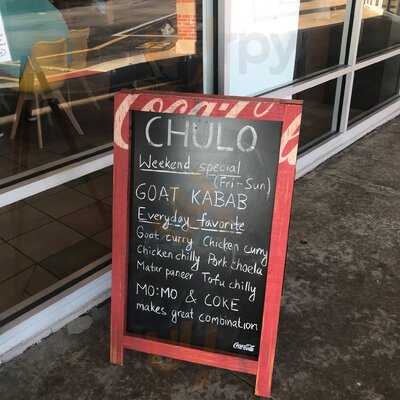 Coca-Cola
CHULO
Weekend special
(Fri-Sun)
GOAT KABAB
Everyday favorite
Goat curry Chicken curry
Chicken chilly Pork choela
Matar paneer Tofu chilly
MO:MO & COKE
makes great combination
Coca-Cola